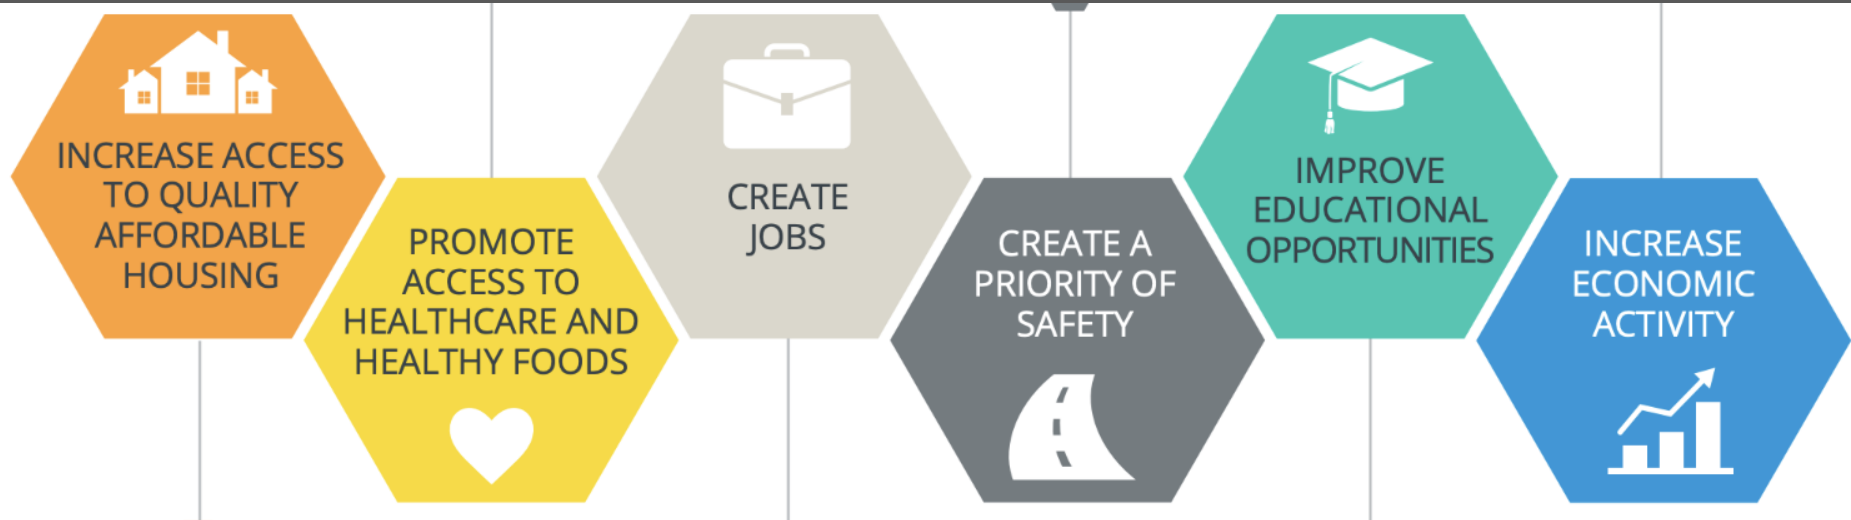 INCREASE ACCESS
TO QUALITY
AFFORDABLE
HOUSING
PROMOTE
ACCESS TO
HEALTHCARE AND
HEALTHY FOODS
CREATE
JOBS
CREATE A
PRIORITY OF
SAFETY
IMPROVE
EDUCATIONAL
OPPORTUNITIES
INCREASE
ECONOMIC
ACTIVITY